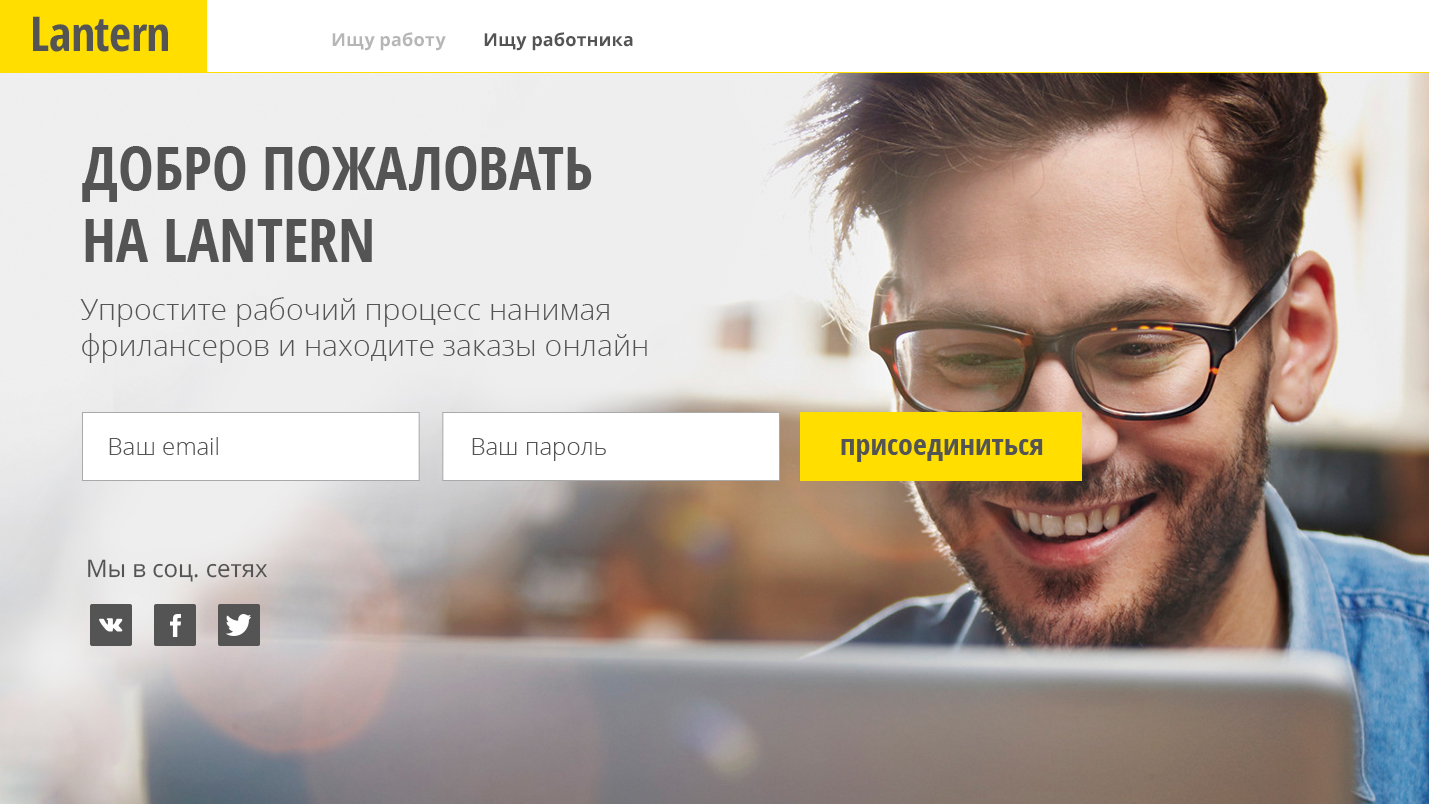 Lantern
Ищу работу
Ищу работника
ДОБРО ПОЖАЛОВАТЬ
НА LANTERN
Упростите рабочий процесс нанимая
фрилансеров и находите заказы онлайн
Ваш email
Ваш пароль
присоединиться
Мы в соц. сетях